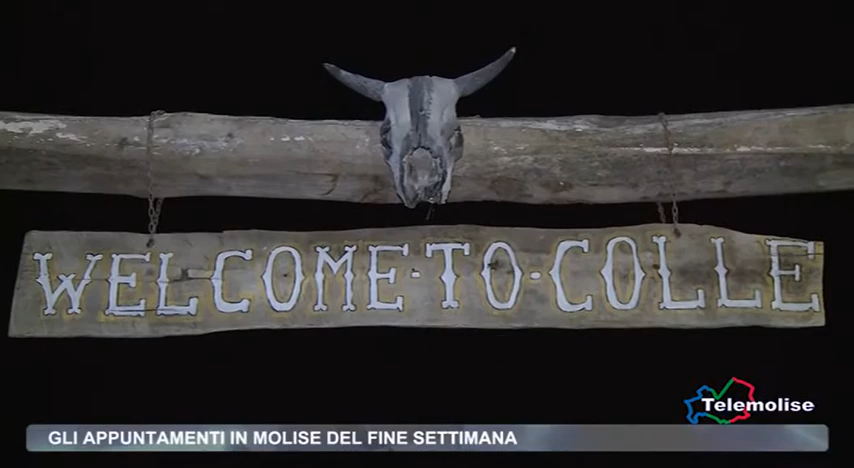 WELCOME·TO·COLLE
Telemolise
GLI APPUNTAMENTI IN MOLISE DEL FINE SETTIMANA